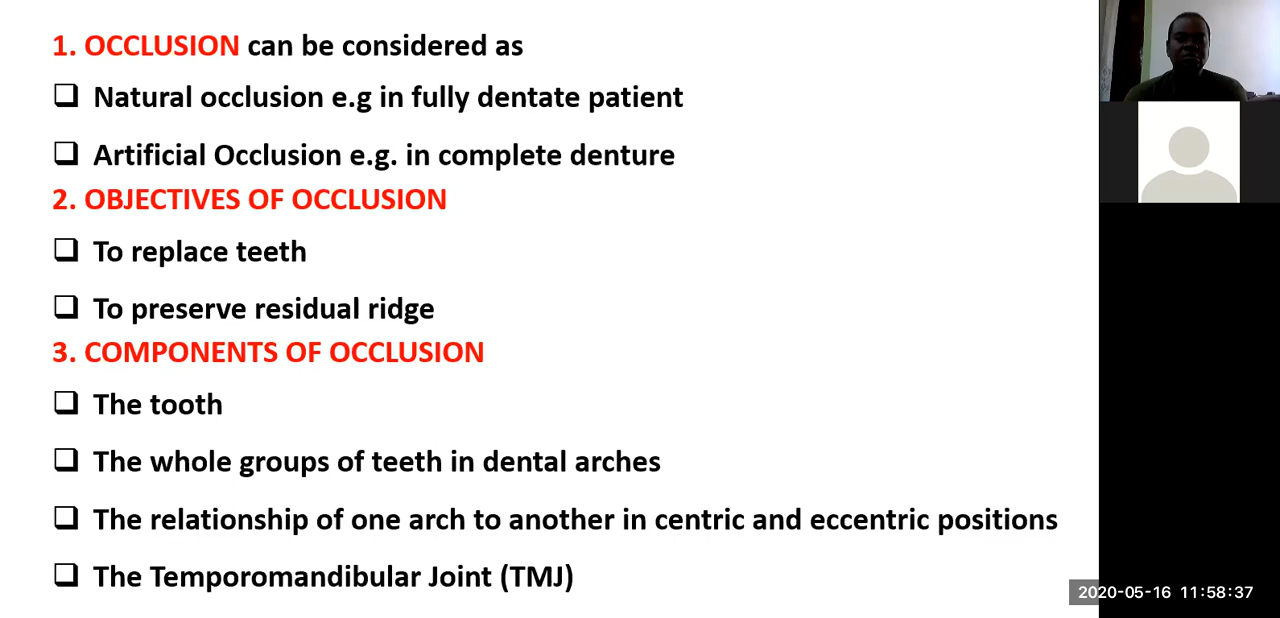 1. OCCLUSION can be considered as
❑ Natural occlusion e.g in fully dentate patient
❑ Artificial Occlusion e.g. in complete denture
2. OBJECTIVES OF OCCLUSION
❑ To replace teeth
❑ To preserve residual ridge
3. COMPONENTS OF OCCLUSION
❑ The tooth
❑ The whole groups of teeth in dental arches
❑ The relationship of one arch to another in centric and eccentric positions
❑ The Temporomandibular Joint (TMJ)
2020-05-16 11:58:37